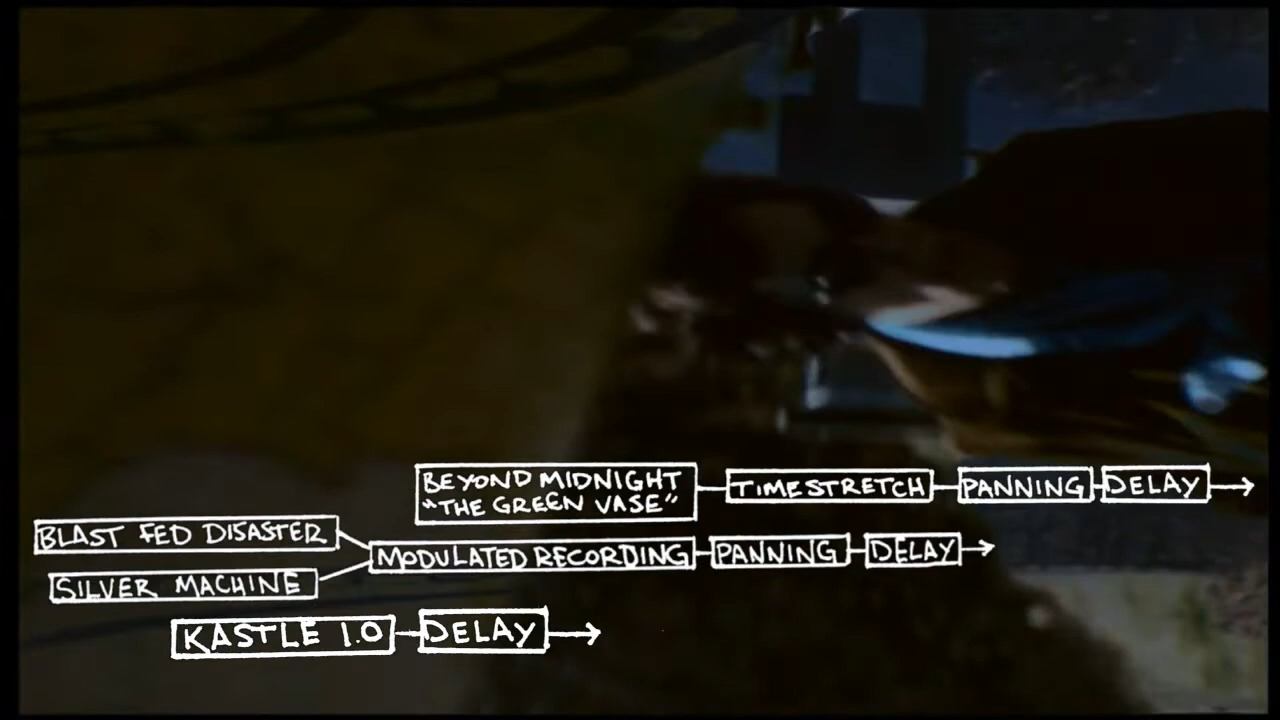 BEYOND MIDNIGHT
"THE GREEN VASE"
TIMESTRETCH
PANNING
DELAY
BLAST FED DISASTER
SILVER MACHINE
MODULATED RECORDING
PANNING
DELAY
KASTLE 1.0
DELAY